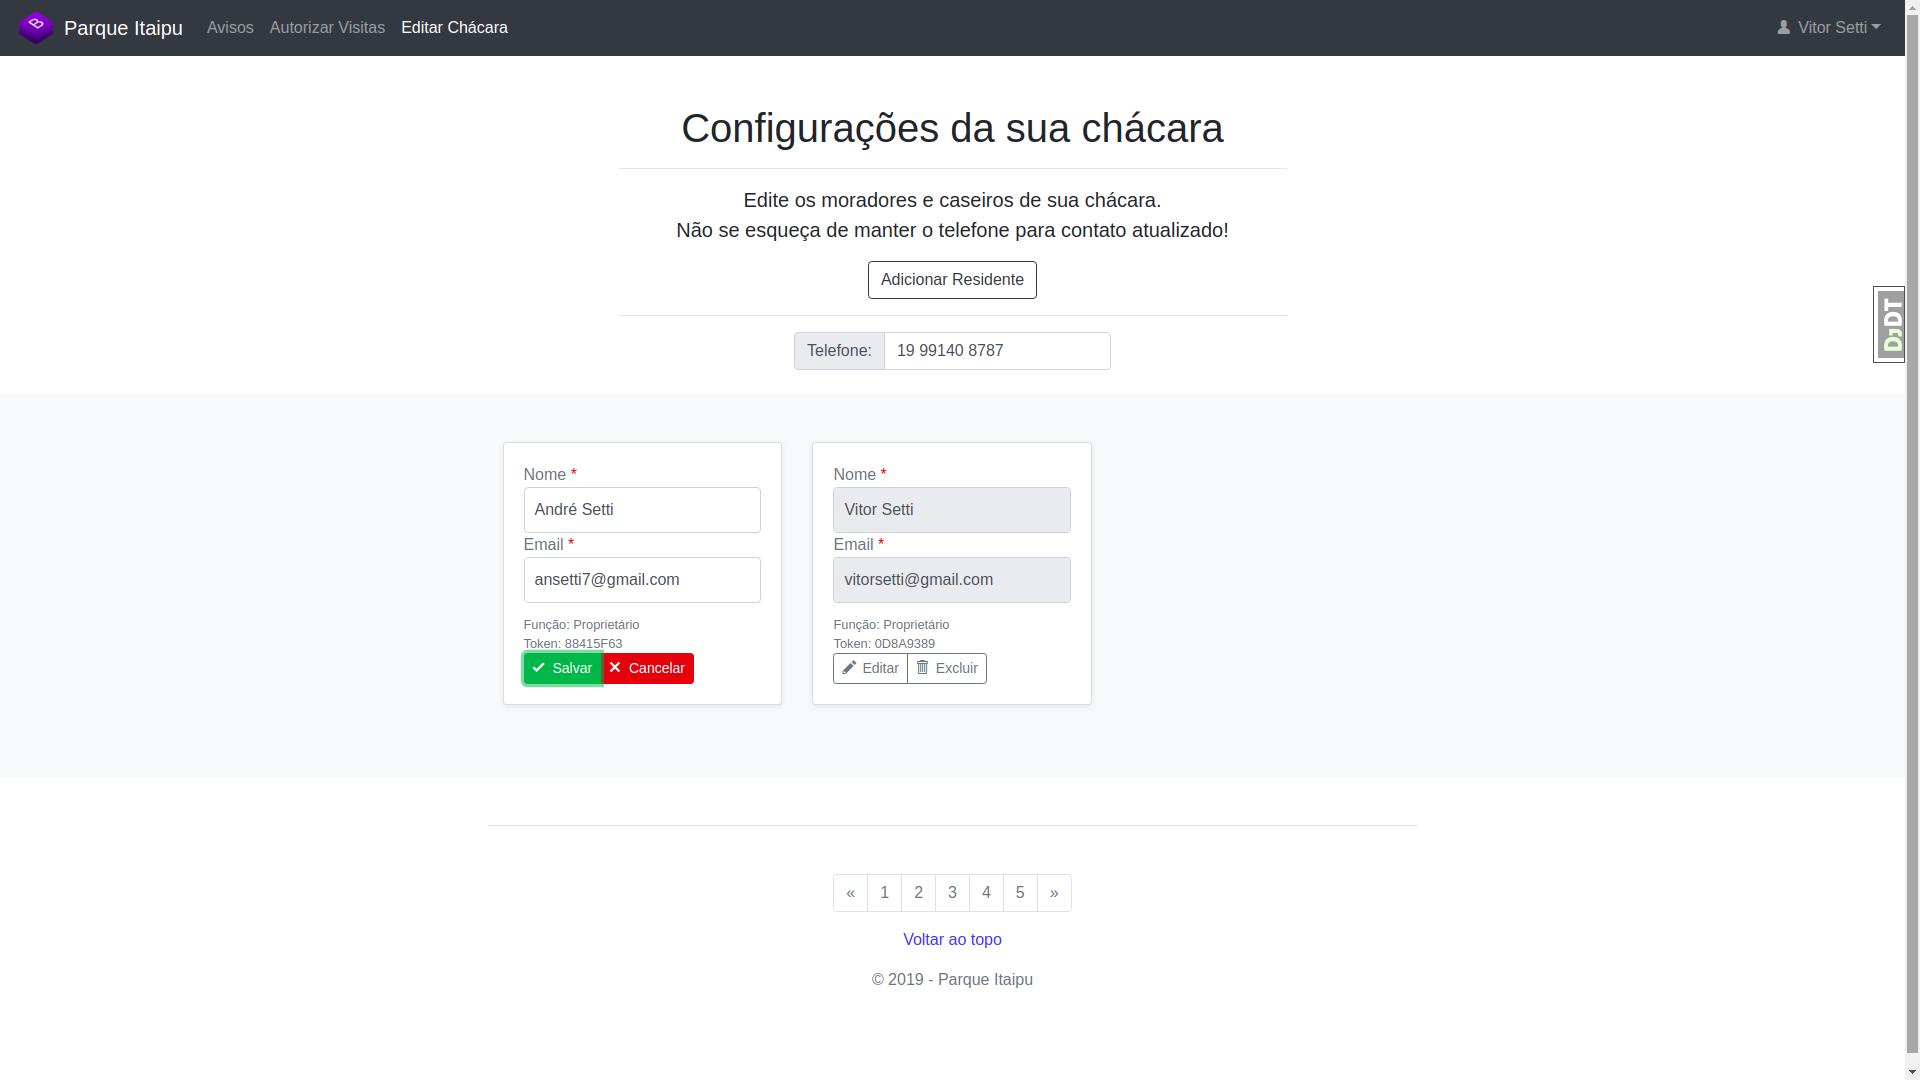 Parque Itaipu Avisos Autorizar Visitas Editar Chácara Vitor Setti
Configurações da sua chácara
Edite os moradores e caseiros de sua chácara.
Não se esqueça de manter o telefone para contato atualizado!
Adicionar Residente
DjDT
Telefone: 19 99140 8787
Nome *
André Setti
Email *
ansetti7@gmail.com
Função: Proprietário
Token: 88415F63
Salvar Cancelar
Nome *
Vitor Setti
Email *
vitorsetti@gmail.com
Função: Proprietário
Token: 0D8A9389
Editar Excluir
« 1 2 3 4 5 »
Voltar ao topo
© 2019 - Parque Itaipu